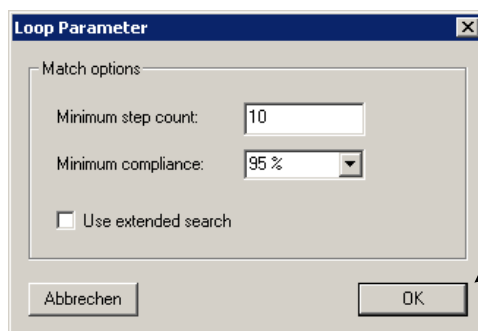 Loop Parameter
Match options
Minimum step count: 10
Minimum compliance: 95 %
Use extended search
Abbrechen OK